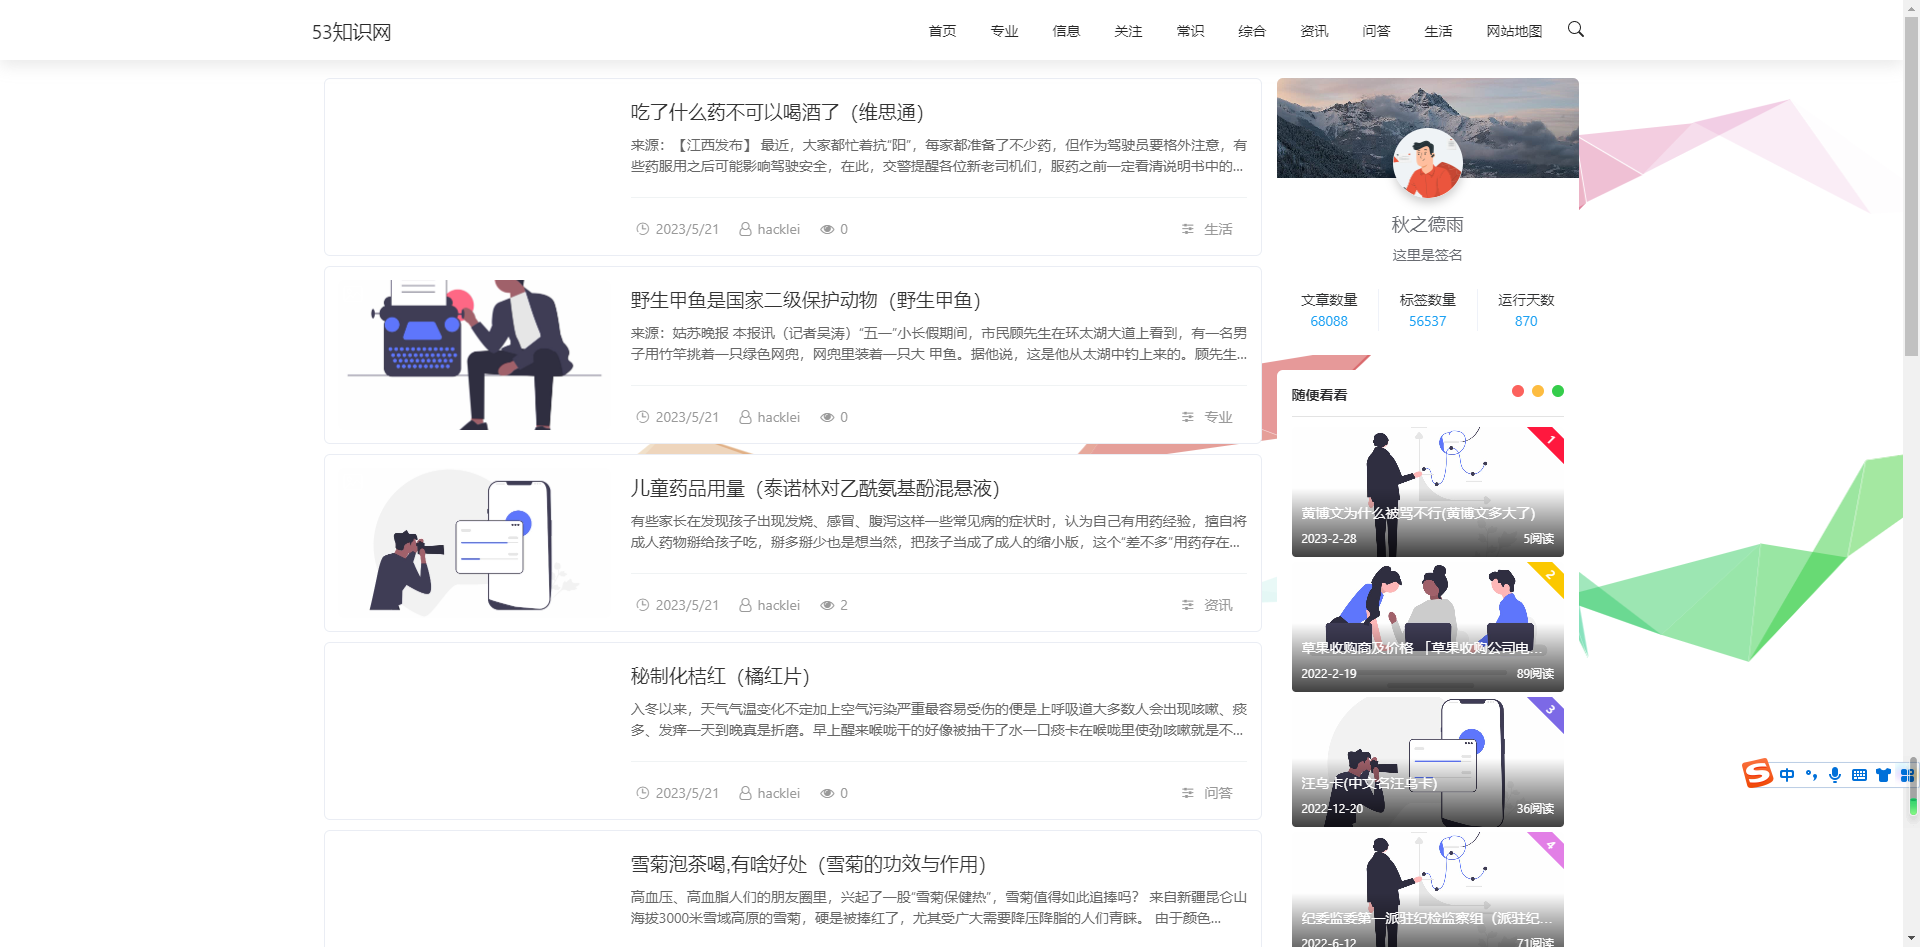 53知识网
首页 专业 信息 关注 常识 综合 资讯 问答 生活 网站地图
吃了什么药不可以喝酒了（维思通）
来源：【江西发布】 最近，大家都忙着抗“阳”，每家都准备了不少药，但作为驾驶员要格外注意，有
些药服用之后可能影响驾驶安全，在此，交警提醒各位新老司机们，服药之前一定看清说明书中的...
2023/5/21 hacklei 0 生活
野生甲鱼是国家二级保护动物（野生甲鱼）
来源：姑苏晚报 本报讯（记者吴涛）“五一”小长假期间，市民顾先生在环太湖大道上看到，有一名男
子用竹竿挑着一只绿色网兜，网兜里装着一只大 甲鱼。据他说，这是他从太湖中钓上来的。顾先生...
2023/5/21 hacklei 0 专业
儿童药品用量（泰诺林对乙酰氨基酚混悬液）
有些家长在发现孩子出现发烧、感冒、腹泻这样一些常见病的症状时，认为自己有用药经验，擅自将
成人药物掰给孩子吃，掰多掰少也是想当然，把孩子当成了成人的缩小版，这个“差不多”用药存在...
2023/5/21 hacklei 2 资讯
秘制化桔红（橘红片）
入冬以来，天气气温变化不定加上空气污染严重最容易受伤的便是上呼吸道大多数人会出现咳嗽、痰
多、发痒一天到晚真是折磨。早上醒来喉咙干的好像被抽干了水一口痰卡在喉咙里使劲咳嗽就是不...
2023/5/21 hacklei 0 问答
雪菊泡茶喝,有啥好处（雪菊的功效与作用）
高血压、高血脂人们的朋友圈里，兴起了一股“雪菊保健热”，雪菊值得如此追捧吗？ 来自新疆昆仑山
海拔3000米雪域高原的雪菊，硬是被捧红了，尤其受广大需要降压降脂的人们青睐。 由于颜色...
秋之德雨
这里是签名
文章数量 标签数量 运行天数
68088 56537 870
随便看看
1
黄博文为什么被骂不行(黄博文多大了)
2023-2-28 5阅读
2
草果收购商及价格 「草果收购公司电...
2022-2-19 89阅读
3
汪乌卡(中文名汪乌卡)
2022-12-20 36阅读
4
纪委监委第一派驻纪检监察组（派驻纪...
2022-6-12 71阅读
中